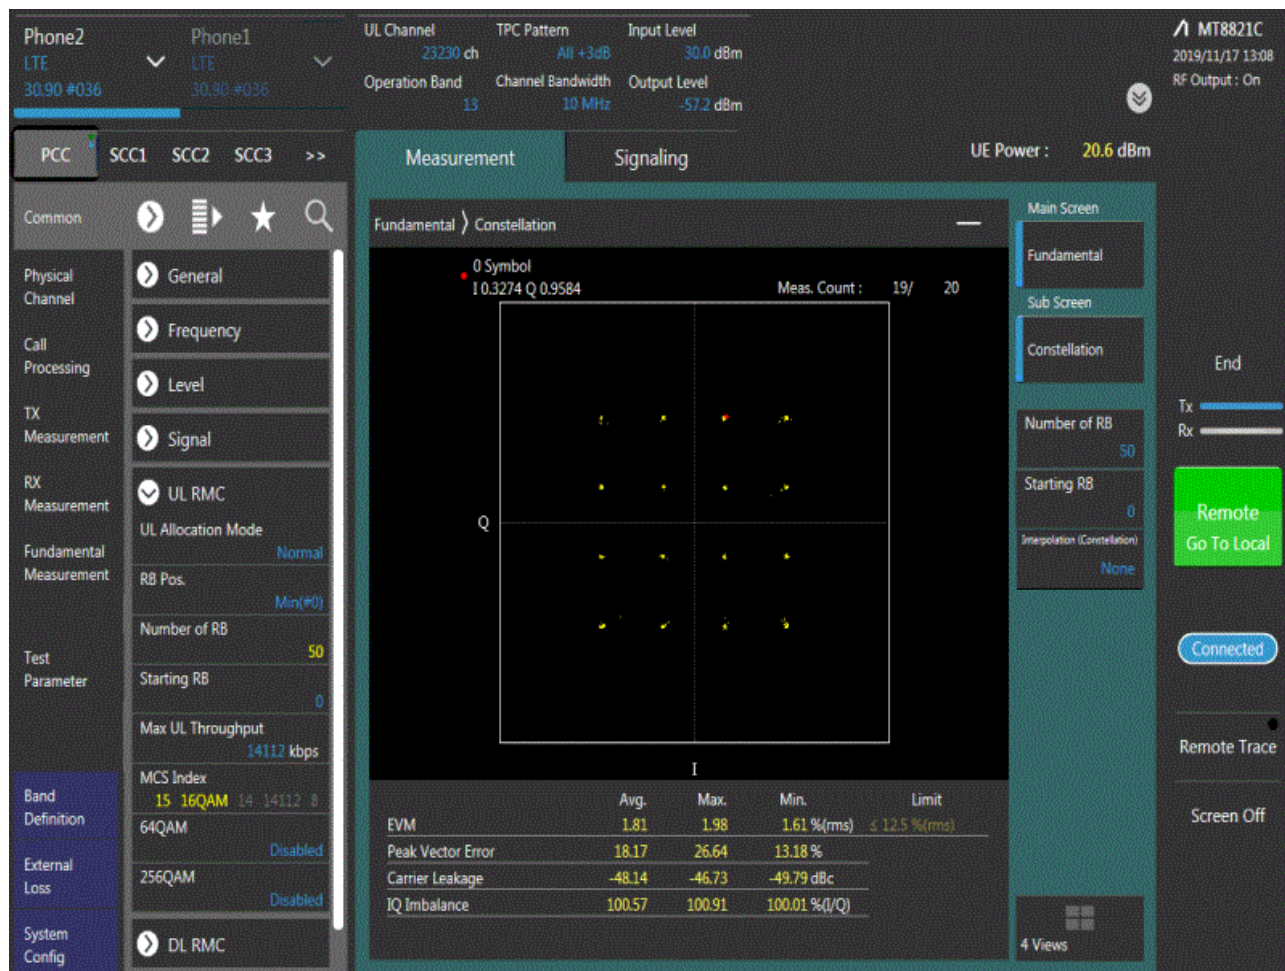 Phone2
LTE
30.90 #036
Phone1
LTE
30.90 #036
UL Channel
23230 ch
Operation Band
13
TPC Pattern
All +3dB
Channel Bandwidth
10 MHz
Input Level
30.0 dBm
Output Level
-57.2 dBm
MT8821C
2019/11/17 13:08
RF Output : On
PCC SCC1 SCC2 SCC3 >>
Measurement Signaling
UE Power : 20.6 dBm
Common
Physical
Channel
Call
Processing
TX
Measurement
RX
Measurement
Fundamental
Measurement
Test
Parameter
Band
Definition
External
Loss
System
Config
General
Frequency
Level
Signal
UL RMC
UL Allocation Mode
Normal
RB Pos.
Min(#0)
Number of RB
50
Starting RB
0
Max UL Throughput
14112 kbps
MCS Index
15 16QAM 14 14112 8
64QAM
Disabled
256QAM
Disabled
DL RMC
Fundamental 〉 Constellation
0 Symbol
I 0.3274 Q 0.9584
Meas. Count : 19/ 20
Q
I
Avg. Max. Min. Limit
EVM 1.81 1.98 1.61 %(rms) ≤ 12.5 %(rms)
Peak Vector Error 18.17 26.64 13.18 %
Carrier Leakage -48.14 -46.73 -49.79 dBc
IQ Imbalance 100.57 100.91 100.01 %(I/Q)
Main Screen
Fundamental
Sub Screen
Constellation
Number of RB
50
Starting RB
0
Interpolation (Constellation)
None
4 Views
End
Tx
Rx
Remote
Go To Local
Connected
Remote Trace
Screen Off